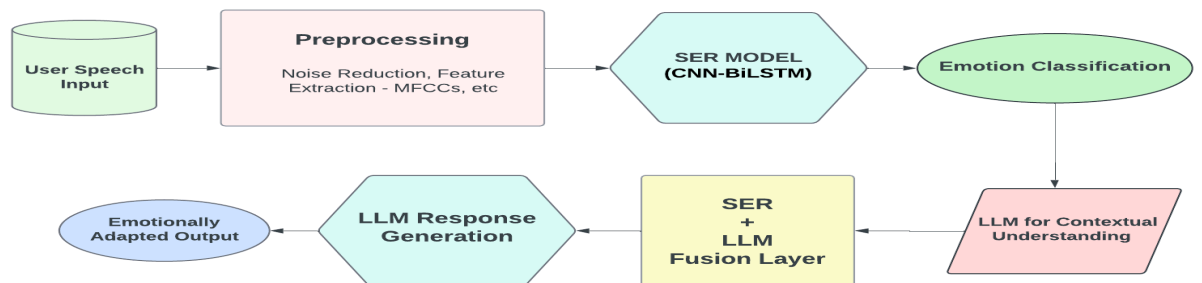 User Speech
Input
Preprocessing
Noise Reduction, Feature
Extraction - MFCCs, etc
SER MODEL
(CNN-BiLSTM)
Emotion Classification
LLM for Contextual
Understanding
SER
+
LLM
Fusion Layer
LLM Response
Generation
Emotionally
Adapted Output